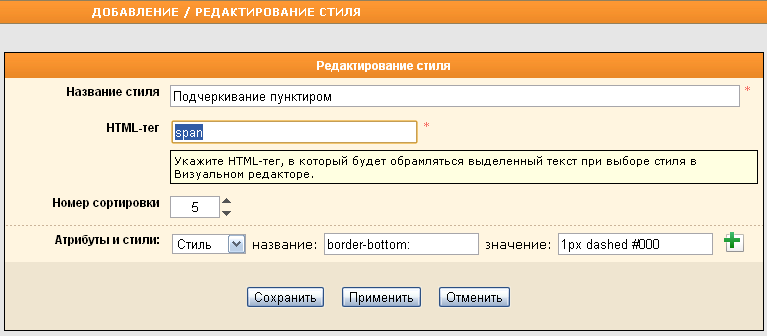 ДОБАВЛЕНИЕ / РЕДАКТИРОВАНИЕ СТИЛЯ
Редактирование стиля
Название стиля Подчеркивание пунктиром *
HTML-тег span *
Укажите HTML-тег, в который будет обрамляться выделенный текст при выборе стиля в
Визуальном редакторе.
Номер сортировки 5
Атрибуты и стили: Стиль название: border-bottom: значение: 1px dashed #000
Сохранить Применить Отменить